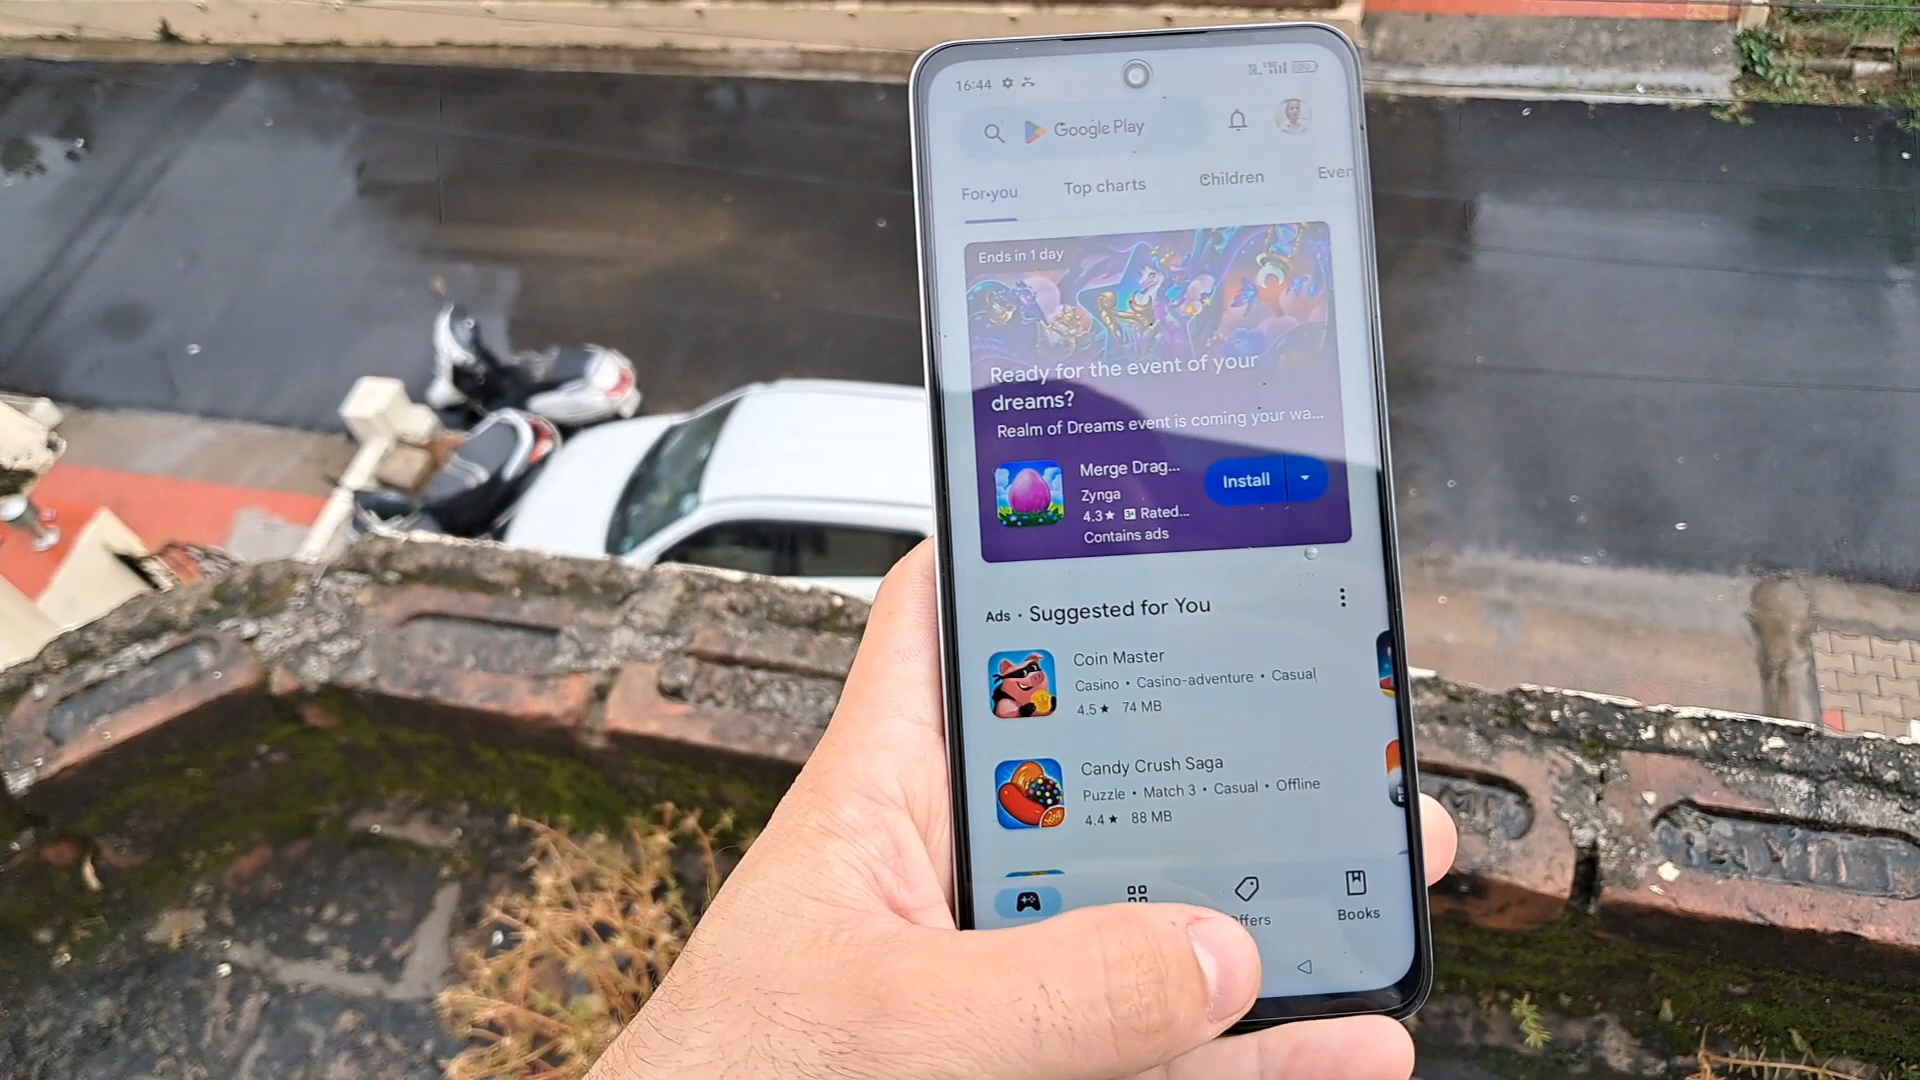 16:44
Google Play
For you
Top charts
Children
Even
Ends in 1 day
Ready for the event of your
dreams?
Realm of Dreams event is coming your wa...
Merge Drag...
Zynga
4.3★ 3+ Rated...
Contains ads
Install
Ads • Suggested for You
Coin Master
Casino • Casino-adventure • Casual
4.5★ 74 MB
Candy Crush Saga
Puzzle • Match 3 • Casual • Offline
4.4★ 88 MB
ffers
Books